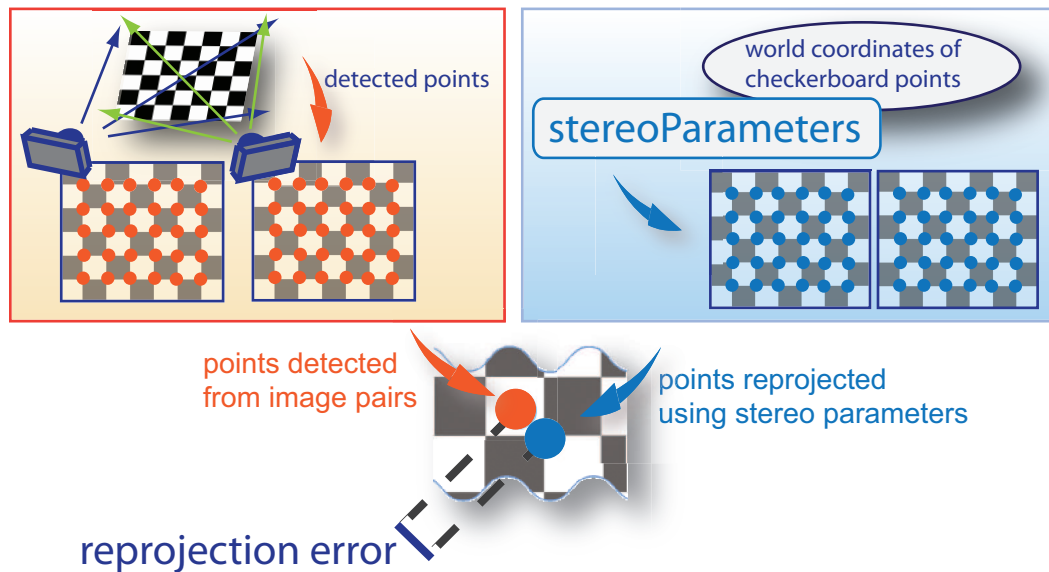 detected points
world coordinates of
checkerboard points
stereoParameters
points detected
from image pairs
points reprojected
using stereo parameters
reprojection error